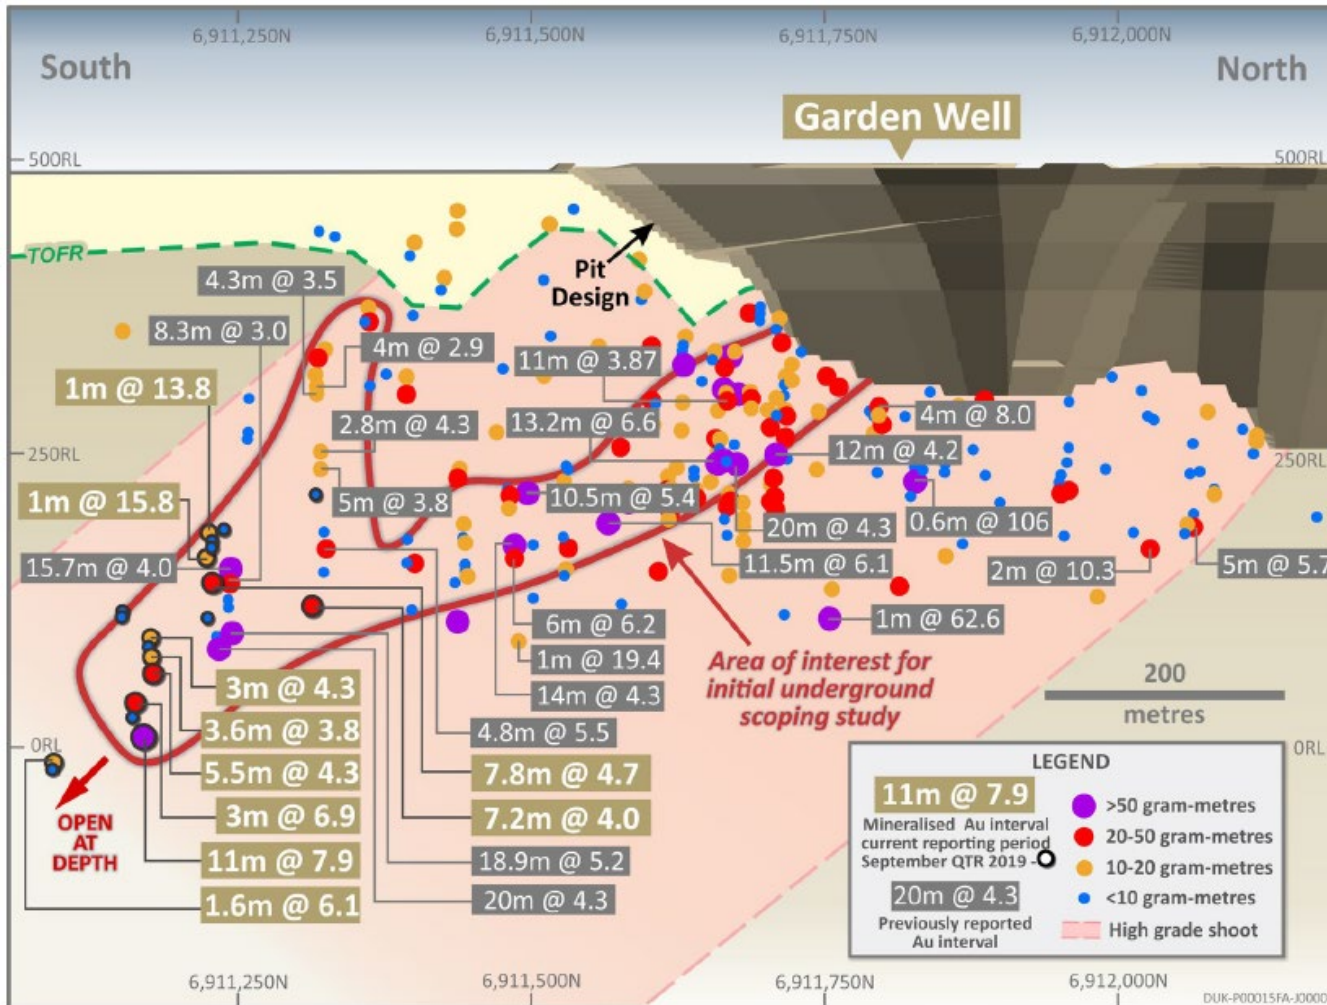 6,911,250N
6,911,500N
6,911,750N
6,912,000N
South
North
Garden Well
500RL
500RL
TOFR
Pit
Design
4.3m @ 3.5
8.3m @ 3.0
4m @ 2.9
11m @ 3.87
1m @ 13.8
2.8m @ 4.3
13.2m @ 6.6
4m @ 8.0
12m @ 4.2
250RL
250RL
1m @ 15.8
5m @ 3.8
10.5m @ 5.4
20m @ 4.3
0.6m @ 106
15.7m @ 4.0
11.5m @ 6.1
2m @ 10.3
5m @ 5.7
6m @ 6.2
1m @ 62.6
1m @ 19.4
14m @ 4.3
Area of interest for
initial underground
scoping study
200
metres
3m @ 4.3
3.6m @ 3.8
4.8m @ 5.5
0RL
0RL
5.5m @ 4.3
7.8m @ 4.7
3m @ 6.9
7.2m @ 4.0
OPEN
AT
DEPTH
11m @ 7.9
18.9m @ 5.2
1.6m @ 6.1
20m @ 4.3
LEGEND
11m @ 7.9
Mineralised Au interval
current reporting period
September QTR 2019 -
20m @ 4.3
Previously reported
Au interval
>50 gram-metres
20-50 gram-metres
10-20 gram-metres
<10 gram-metres
High grade shoot
6,911,250N
6,911,500N
6,911,750N
6,912,000N